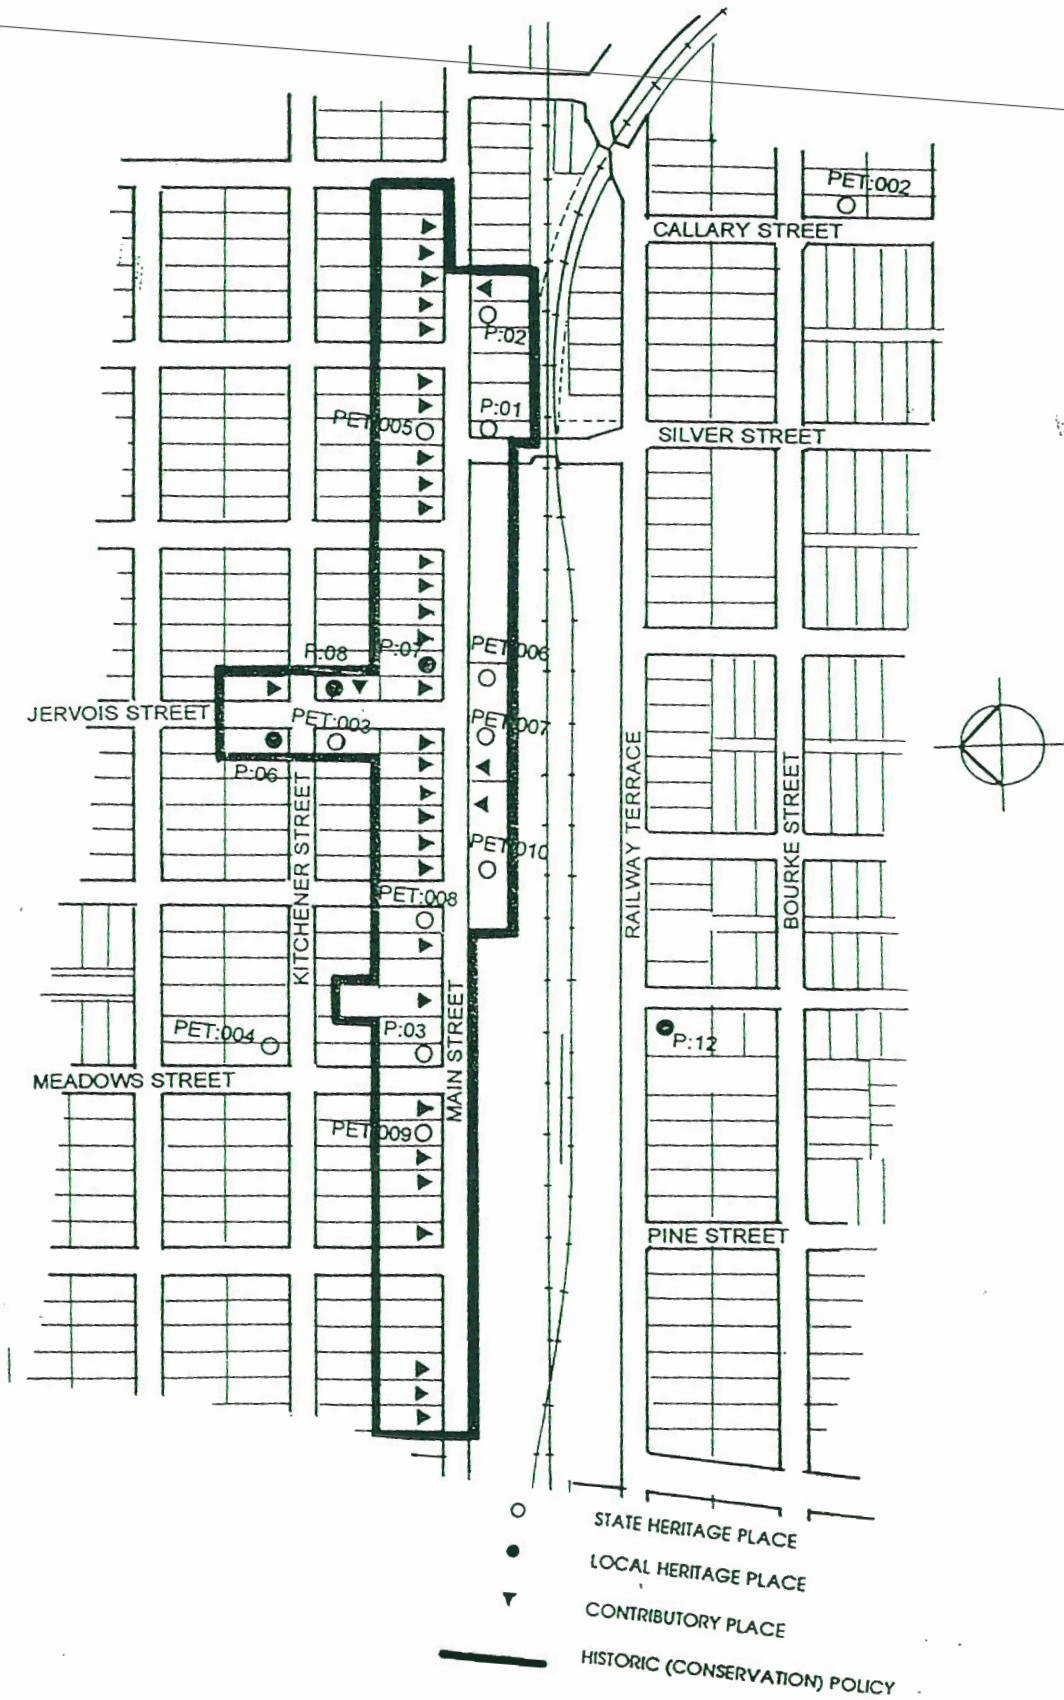 PET:002
CALLARY STREET
P:02
P:01
PET:005
SILVER STREET
P:08
P:07
PET:006
JERVOIS STREET
PET:003
PET:007
P:06
KITCHENER STREET
RAILWAY TERRACE
BOURKE STREET
PET:010
PET:008
MAIN STREET
PET:004
P:03
P:12
MEADOWS STREET
PET:009
PINE STREET
STATE HERITAGE PLACE
LOCAL HERITAGE PLACE
CONTRIBUTORY PLACE
HISTORIC (CONSERVATION) POLICY